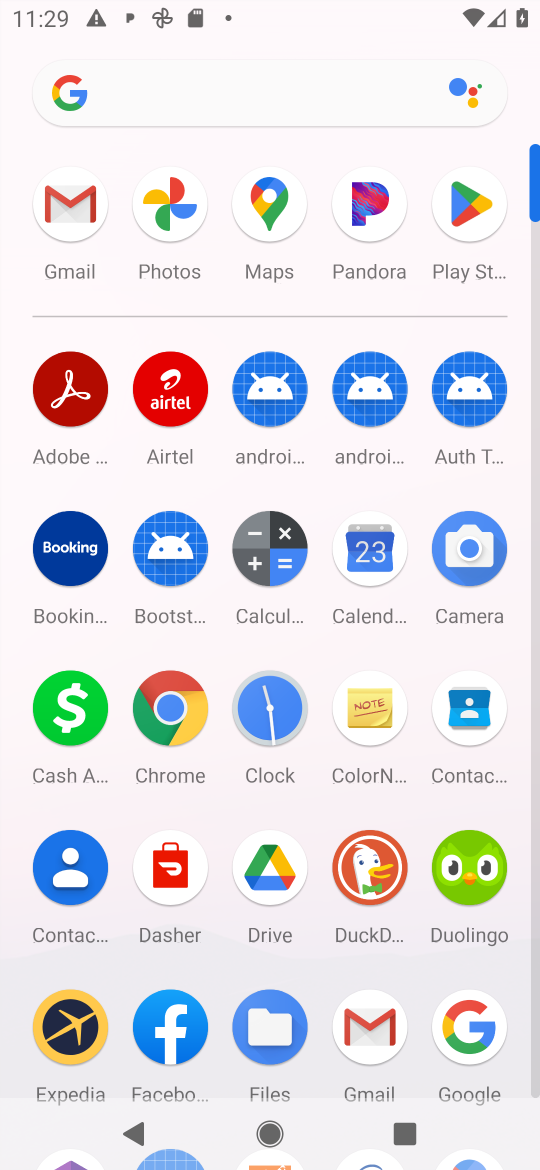 11:29
Gmail Photos Maps Pandora Play St...
airtel
Adobe ... Airtel androi... androi... Auth T...
Booking 23
Bookin... Bootst... Calcul... Calend... Camera
NOTE
Cash A... Chrome Clock ColorN... Contac...
Contac... Dasher Drive DuckD... Duolingo
Expedia Facebo... Files Gmail Google